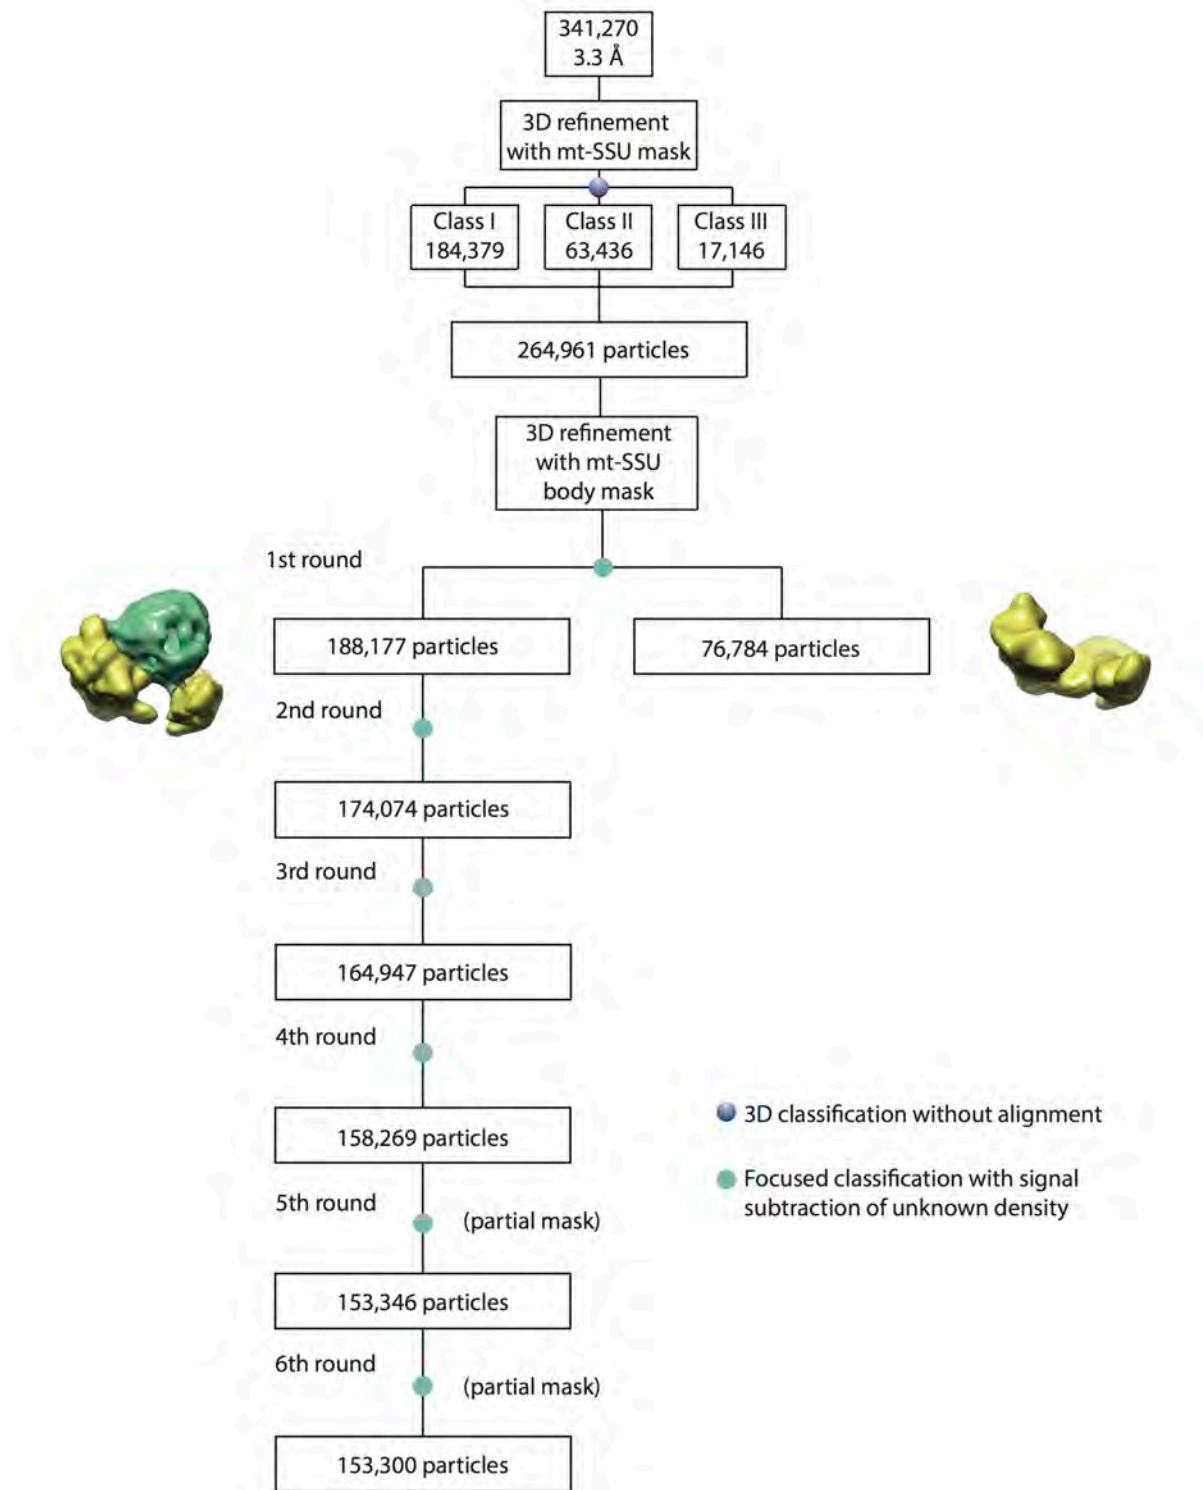 341,270
3.3 Å
3D refinement
with mt-SSU mask
Class I
184,379
Class II
63,436
Class III
17,146
264,961 particles
3D refinement
with mt-SSU
body mask
1st round
188,177 particles
76,784 particles
2nd round
174,074 particles
3rd round
164,947 particles
4th round
158,269 particles
5th round
(partial mask)
153,346 particles
6th round
(partial mask)
153,300 particles
3D classification without alignment
Focused classification with signal
subtraction of unknown density